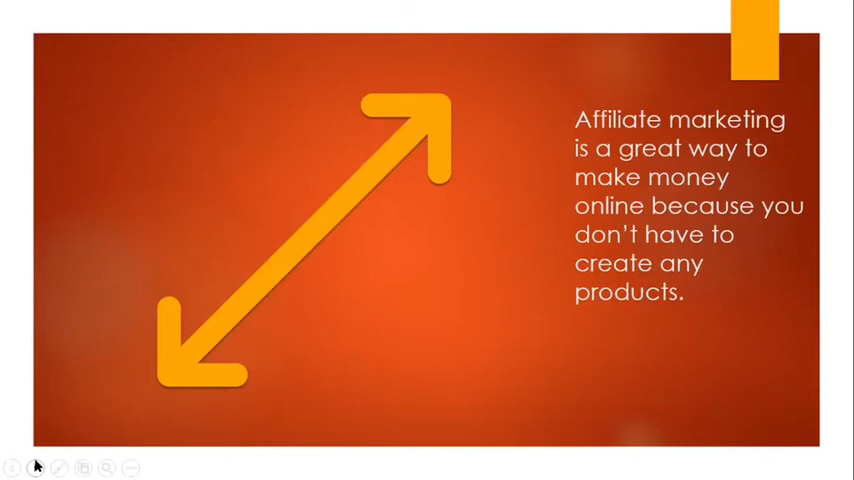 Affiliate marketing
is a great way to
make money
online because you
don’t have to
create any
products.